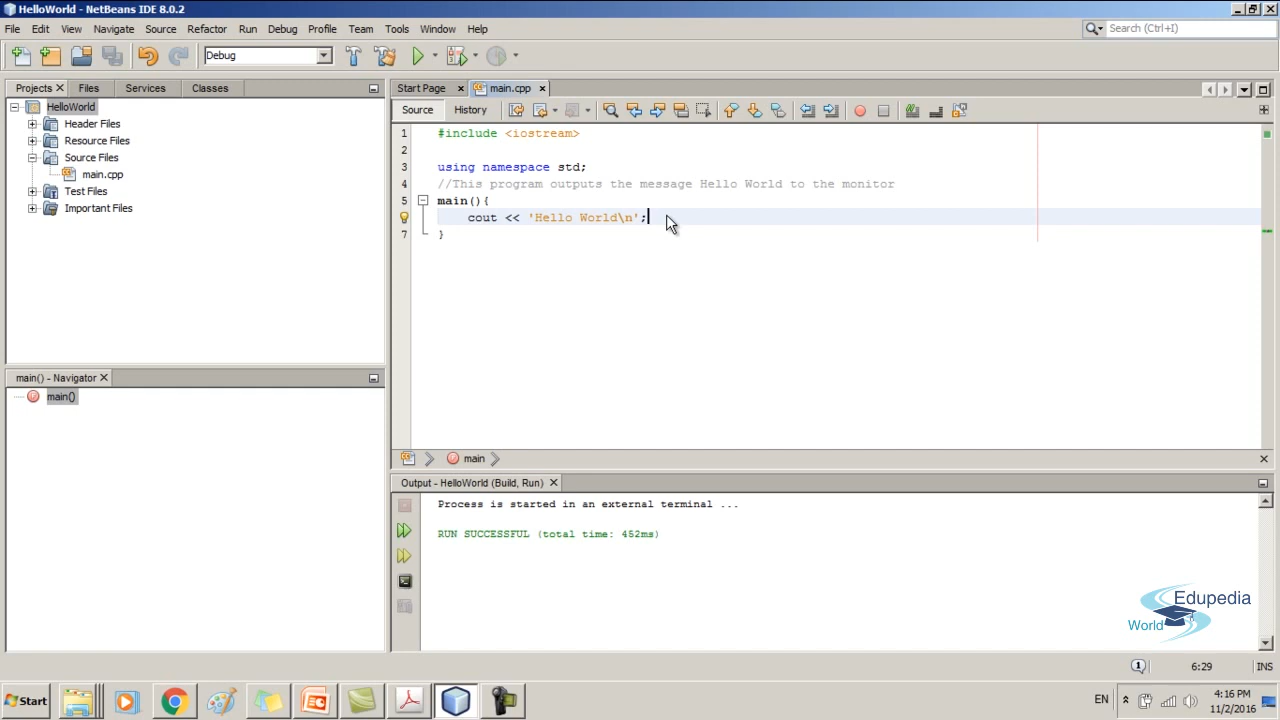 HelloWorld - NetBeans IDE 8.0.2
File Edit View Navigate Source Refactor Run Debug Profile Team Tools Window Help
Search (Ctrl+I)
Debug
Projects Files Services Classes
HelloWorld
Header Files
Resource Files
Source Files
main.cpp
Test Files
Important Files
main() - Navigator
main()
Start Page main.cpp
Source History
1 #include <iostream>
2
3 using namespace std;
4 //This program outputs the message Hello World to the monitor
5 main(){
cout << 'Hello World\n';
7 }
main
Output - HelloWorld (Build, Run)
Process is started in an external terminal ...
RUN SUCCESSFUL (total time: 452ms)
Edupedia
World
1 6:29 INS
Start
EN
4:16 PM
11/2/2016